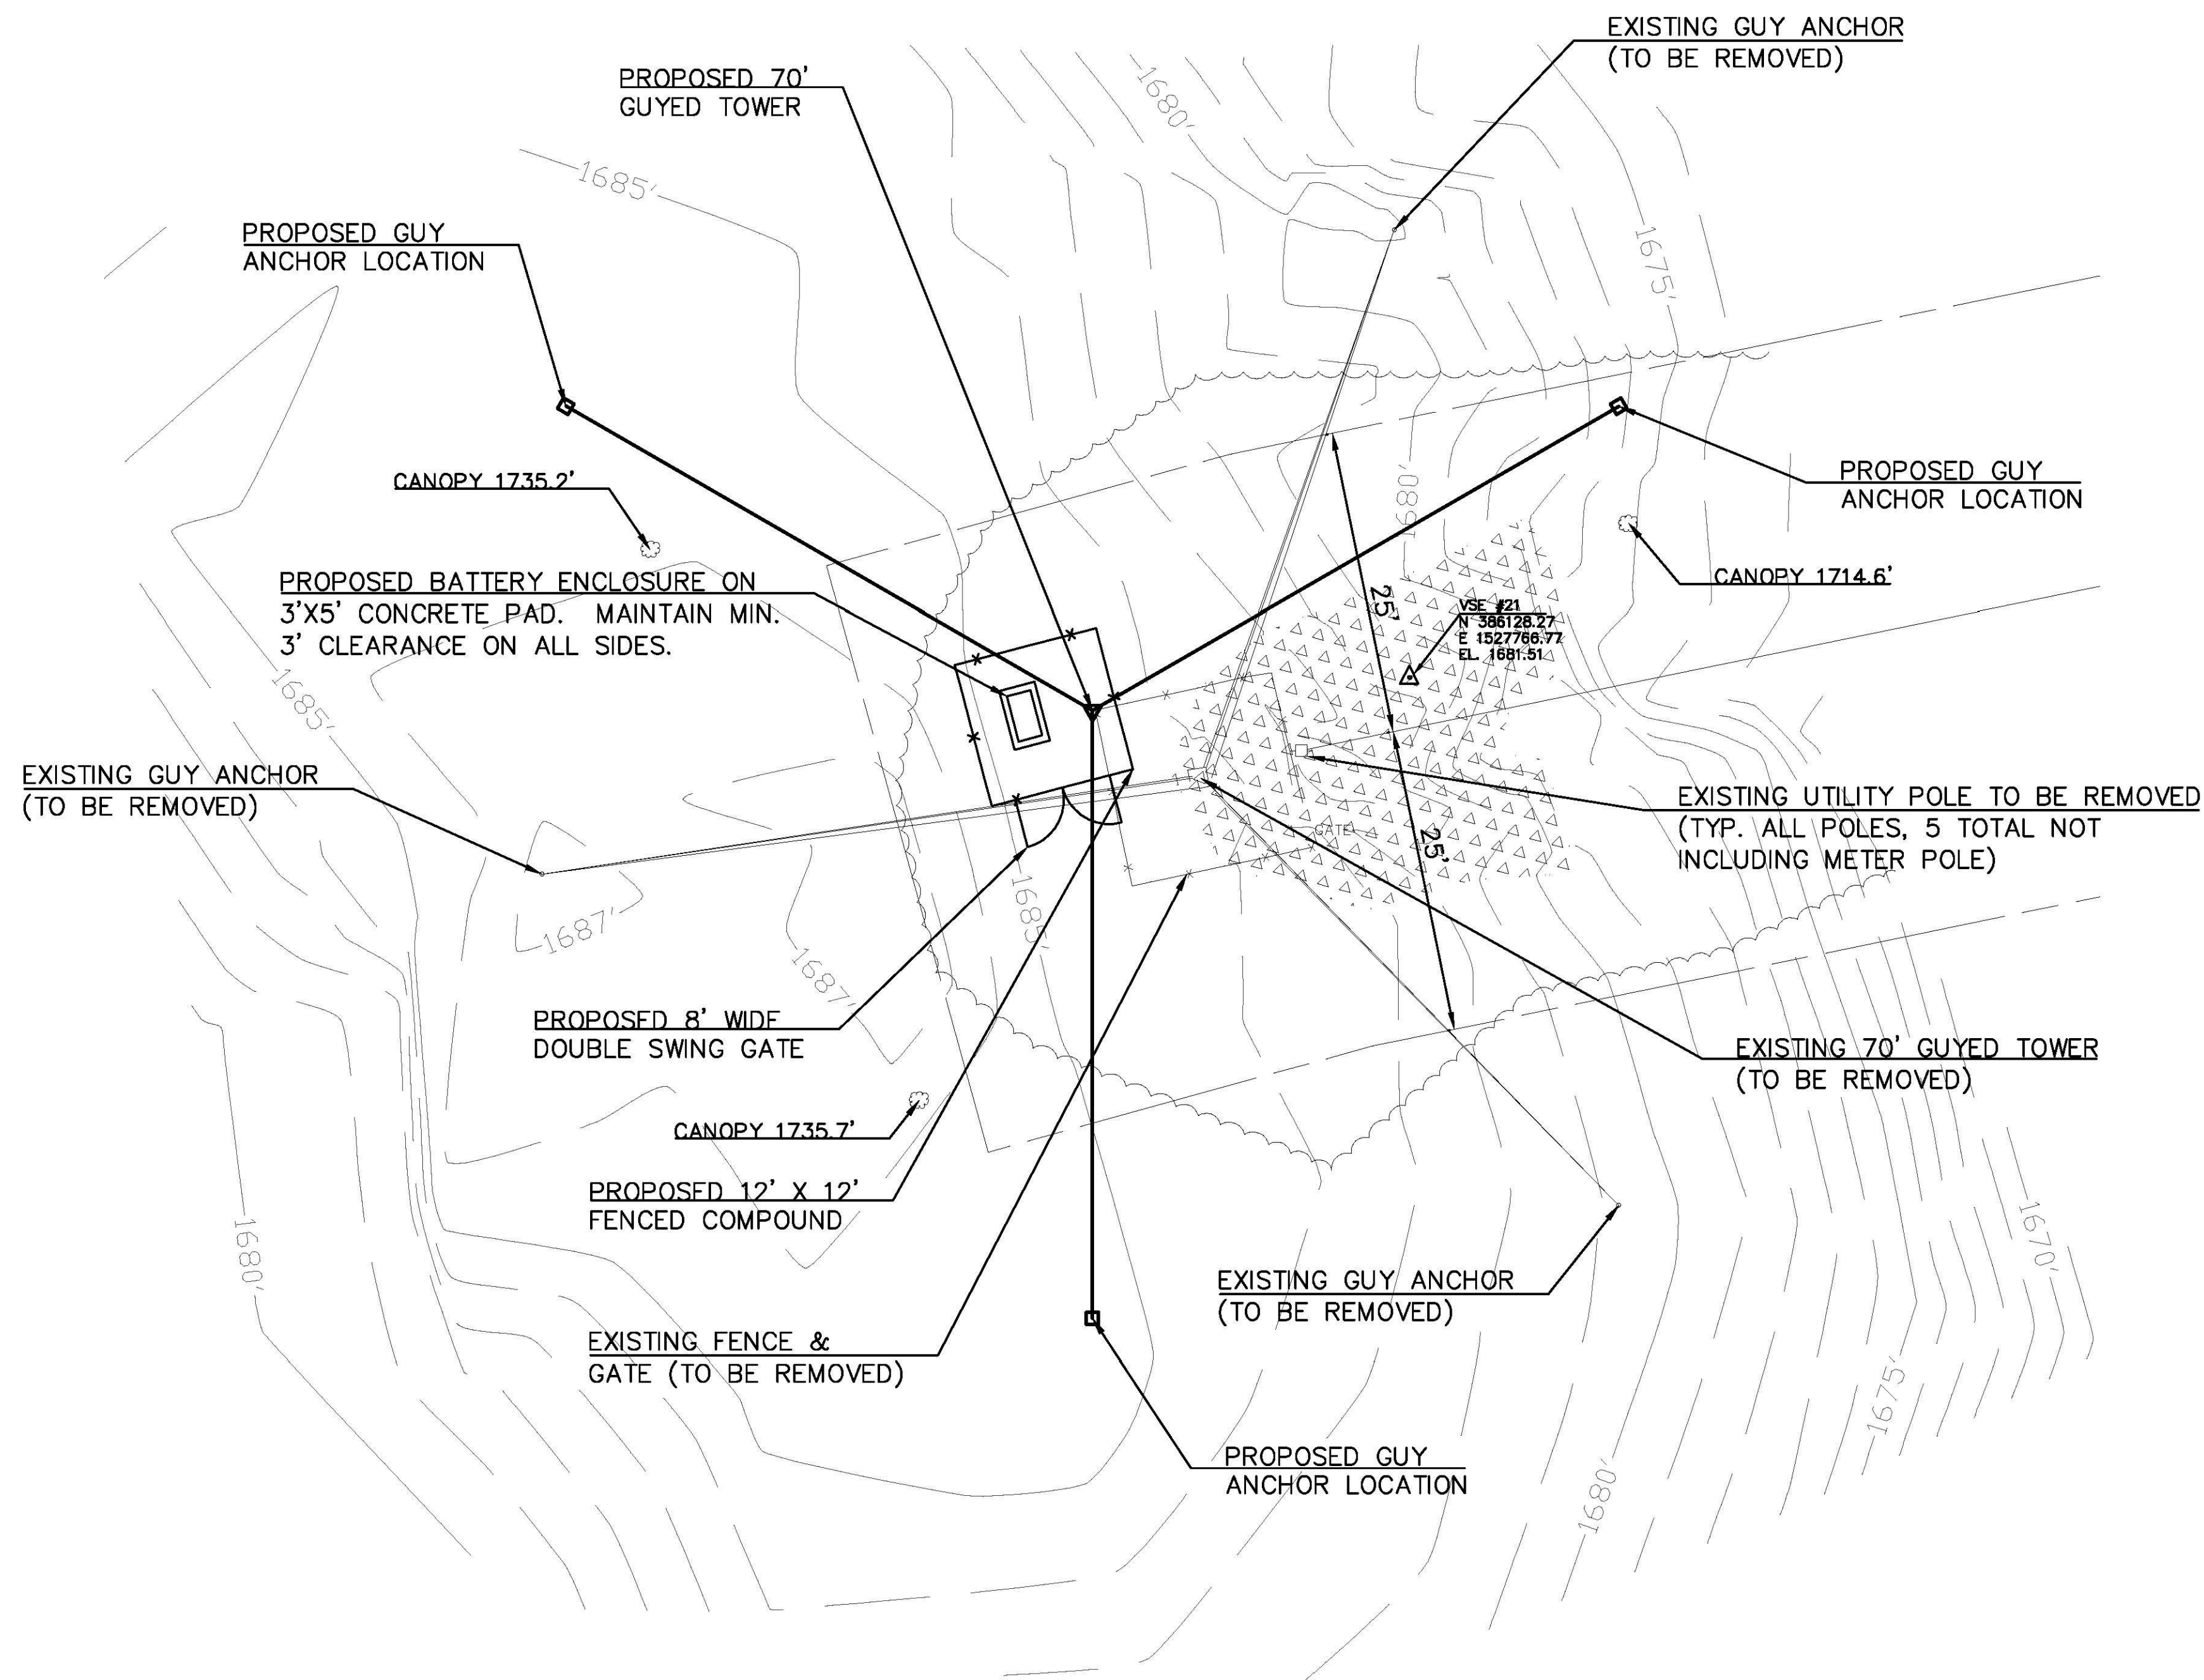 EXISTING GUY ANCHOR
(TO BE REMOVED)
PROPOSED 70'
GUYED TOWER
1680'
1685'
PROPOSED GUY
ANCHOR LOCATION
1675'
PROPOSED GUY
ANCHOR LOCATION
CANOPY 1735.2'
1680'
CANOPY 1714.6'
PROPOSED BATTERY ENCLOSURE ON
3'X5' CONCRETE PAD. MAINTAIN MIN.
3' CLEARANCE ON ALL SIDES.
25'
VSE #21
N 386128.27
E 1527766.77
EL. 1681.51
1685'
EXISTING GUY ANCHOR
(TO BE REMOVED)
EXISTING UTILITY POLE TO BE REMOVED
(TYP. ALL POLES, 5 TOTAL NOT
INCLUDING METER POLE)
GATE
25'
1685'
1687'
1687'
PROPOSED 8' WIDE
DOUBLE SWING GATE
EXISTING 70' GUYED TOWER
(TO BE REMOVED)
CANOPY 1735.7'
PROPOSED 12' X 12'
FENCED COMPOUND
1680'
1670'
EXISTING GUY ANCHOR
(TO BE REMOVED)
EXISTING FENCE &
GATE (TO BE REMOVED)
1675'
PROPOSED GUY
ANCHOR LOCATION
1680'